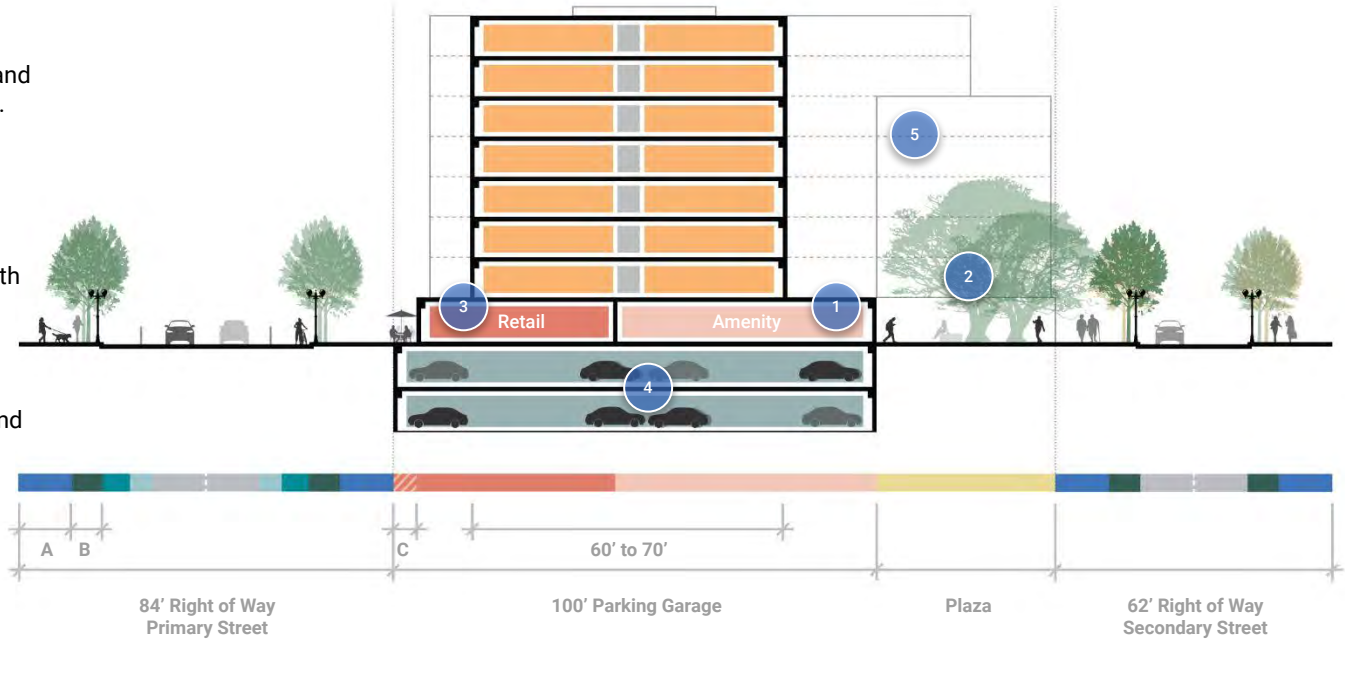 and
.
th
nd
5
2
3
Retail
Amenity
1
4
A
B
C
60’ to 70’
84’ Right of Way
Primary Street
100’ Parking Garage
Plaza
62’ Right of Way
Secondary Street